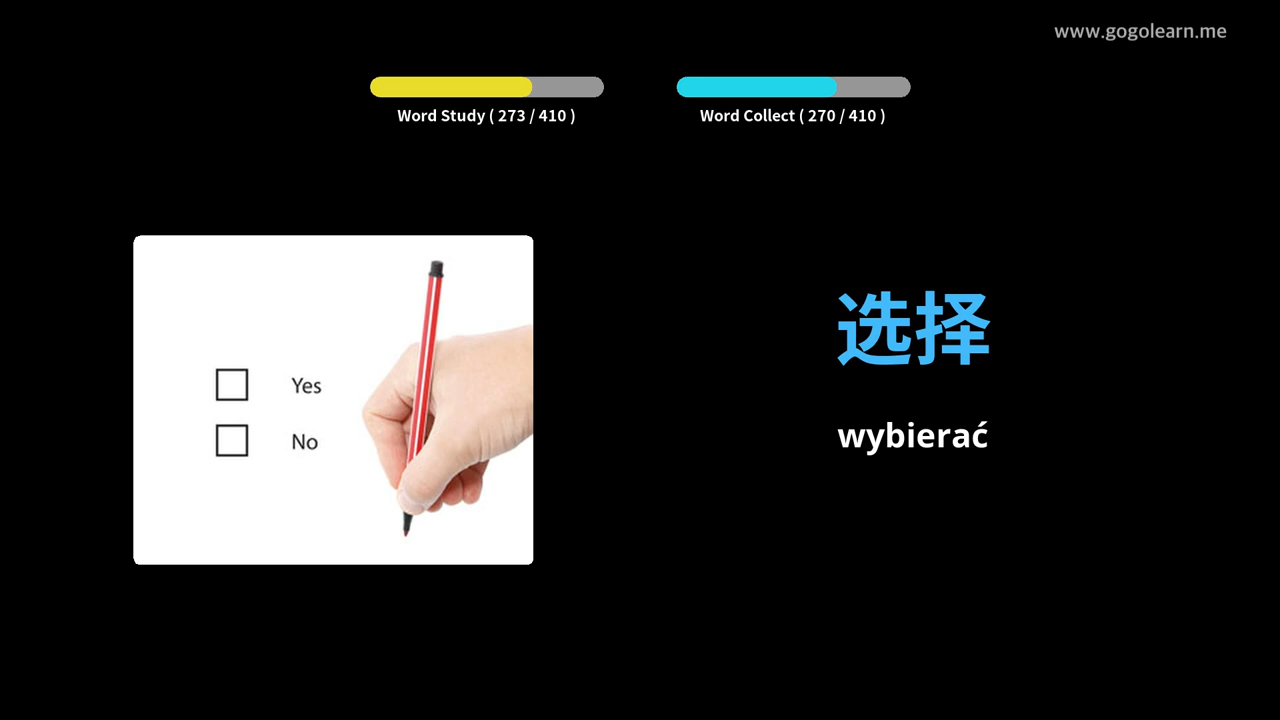 www.gogolearn.me
Word Study ( 273 / 410 )
Word Collect ( 270 / 410 )
Yes
No
选择
wybierać